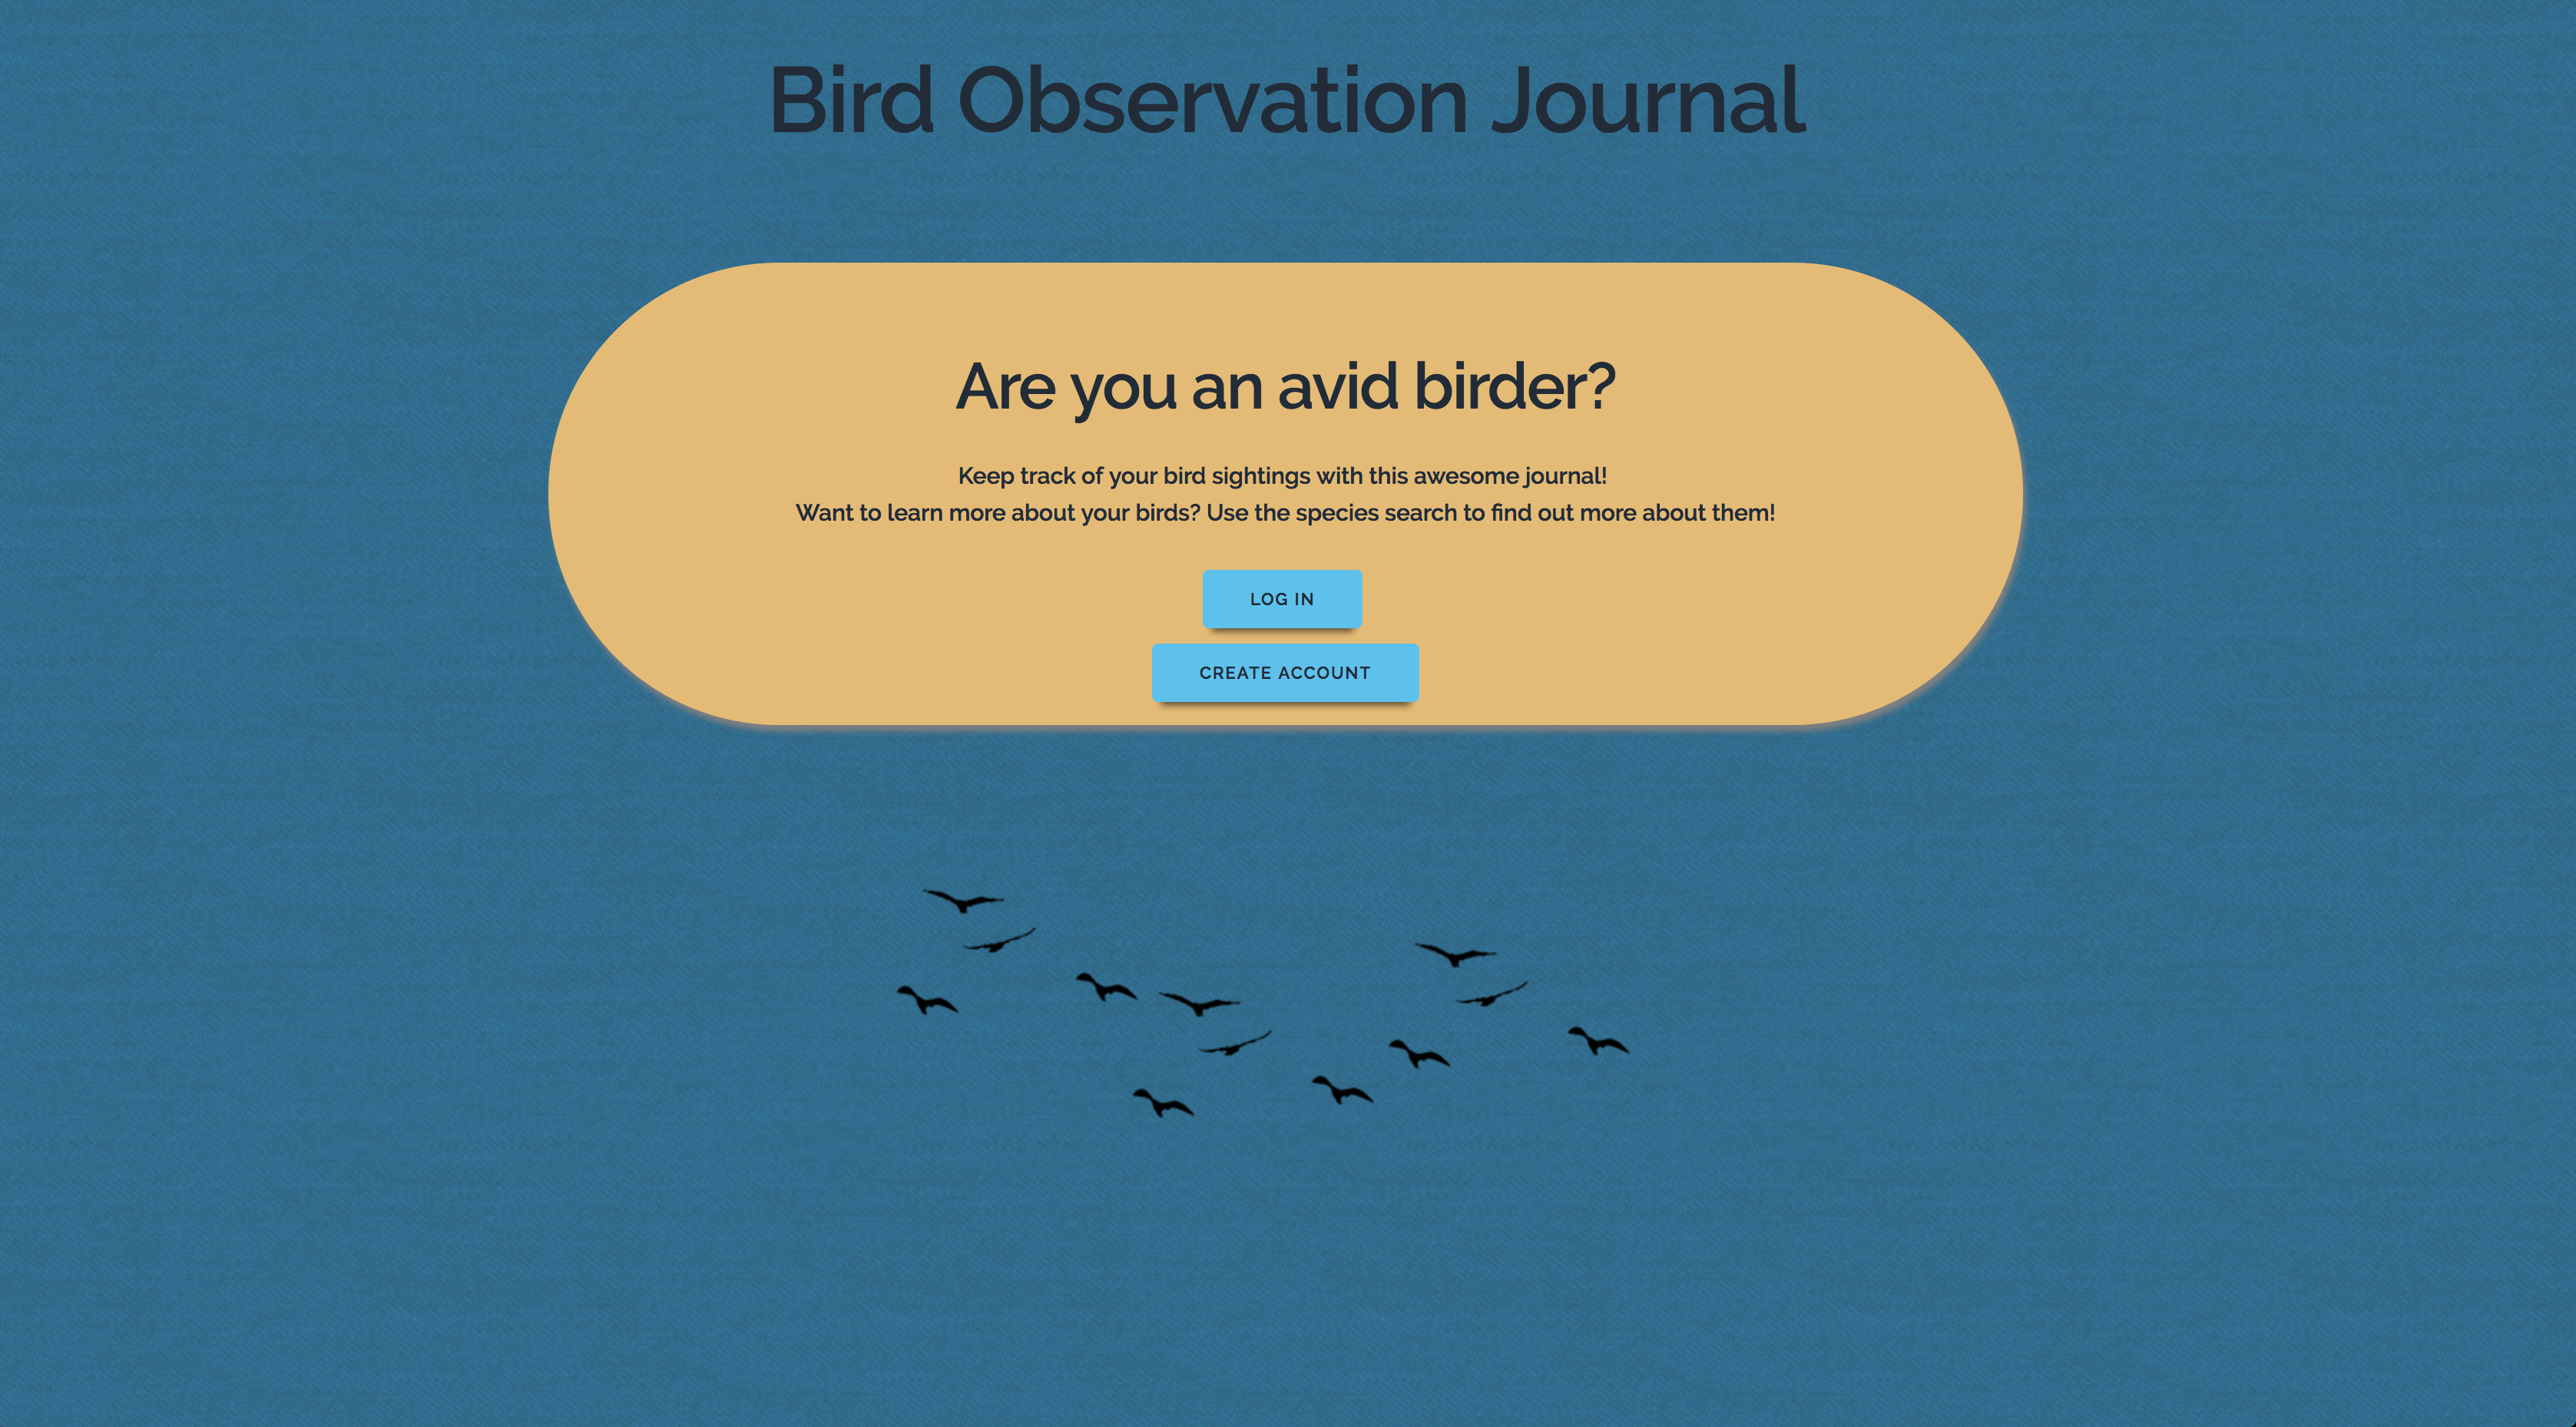 Bird Observation Journal
Are you an avid birder?
Keep track of your bird sightings with this awesome journal!
Want to learn more about your birds? Use the species search to find out more about them!
LOG IN
CREATE ACCOUNT